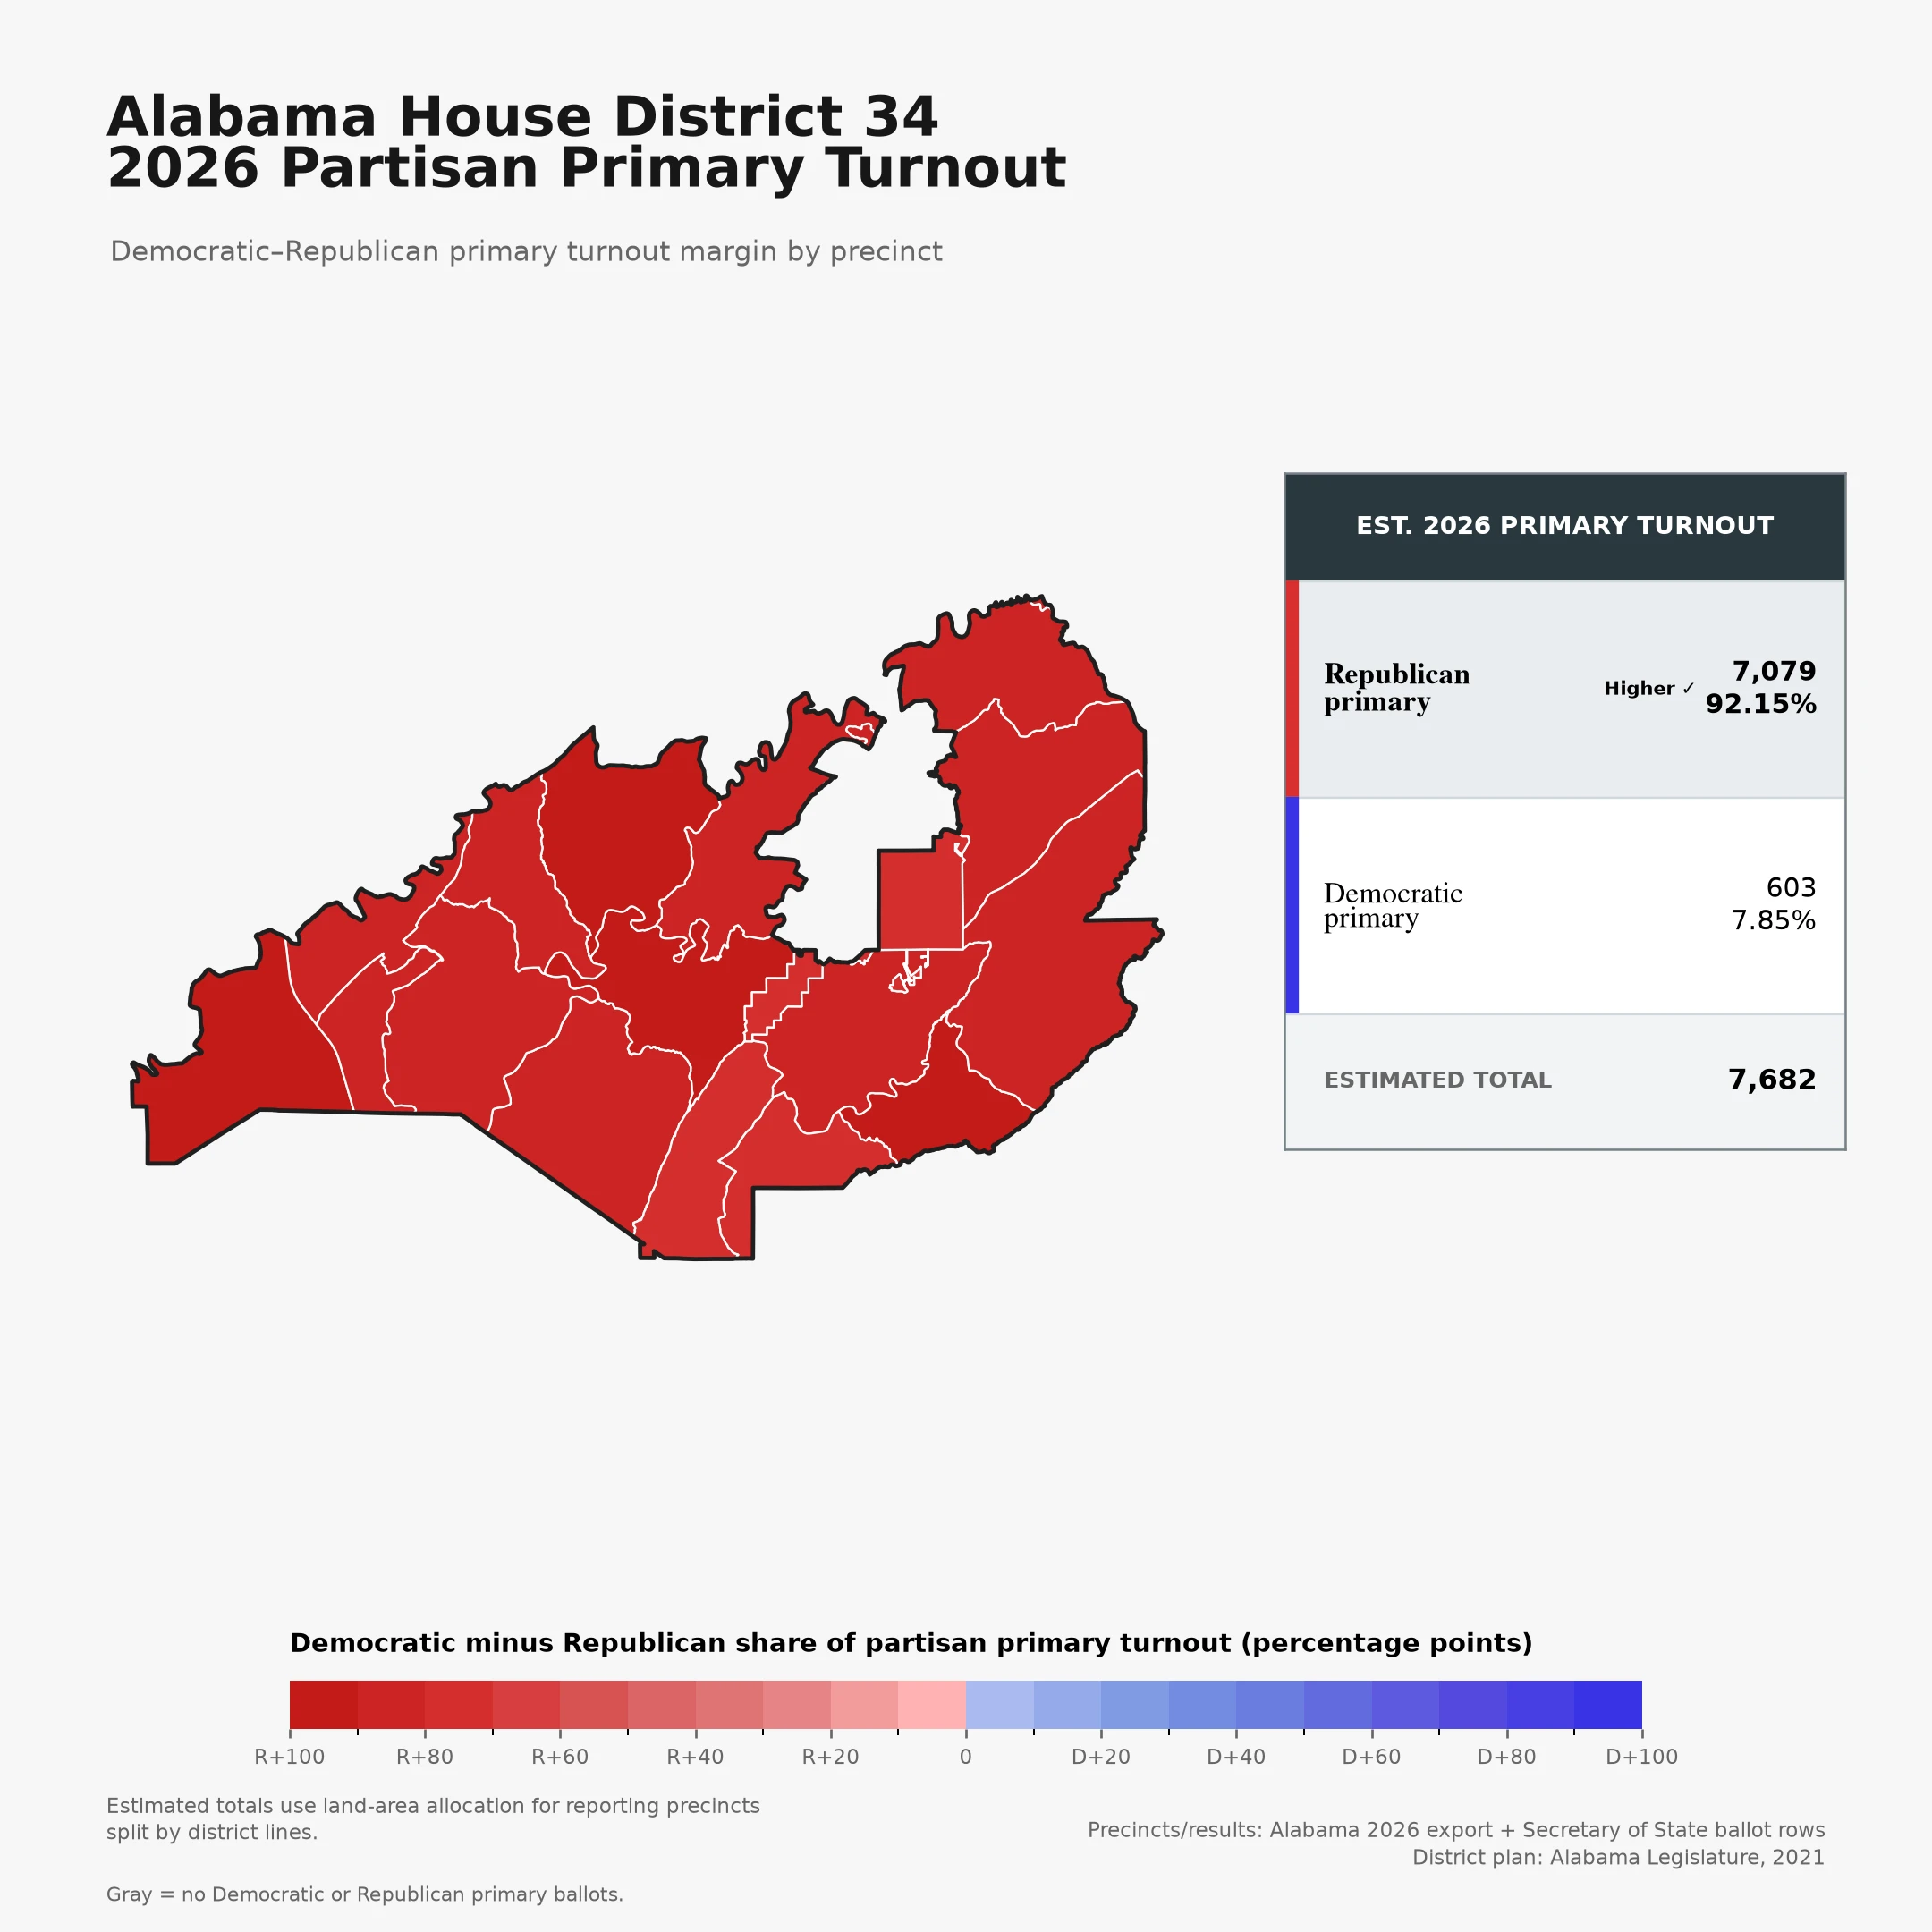 Alabama House District 34
2026 Partisan Primary Turnout
Democratic–Republican primary turnout margin by precinct
EST. 2026 PRIMARY TURNOUT
Republican
primary
Higher ✓
7,079
92.15%
Democratic
primary
603
7.85%
ESTIMATED TOTAL
7,682
Democratic minus Republican share of partisan primary turnout (percentage points)
R+100 R+80 R+60 R+40 R+20 0 D+20 D+40 D+60 D+80 D+100
Estimated totals use land-area allocation for reporting precincts
split by district lines.
Precincts/results: Alabama 2026 export + Secretary of State ballot rows
District plan: Alabama Legislature, 2021
Gray = no Democratic or Republican primary ballots.